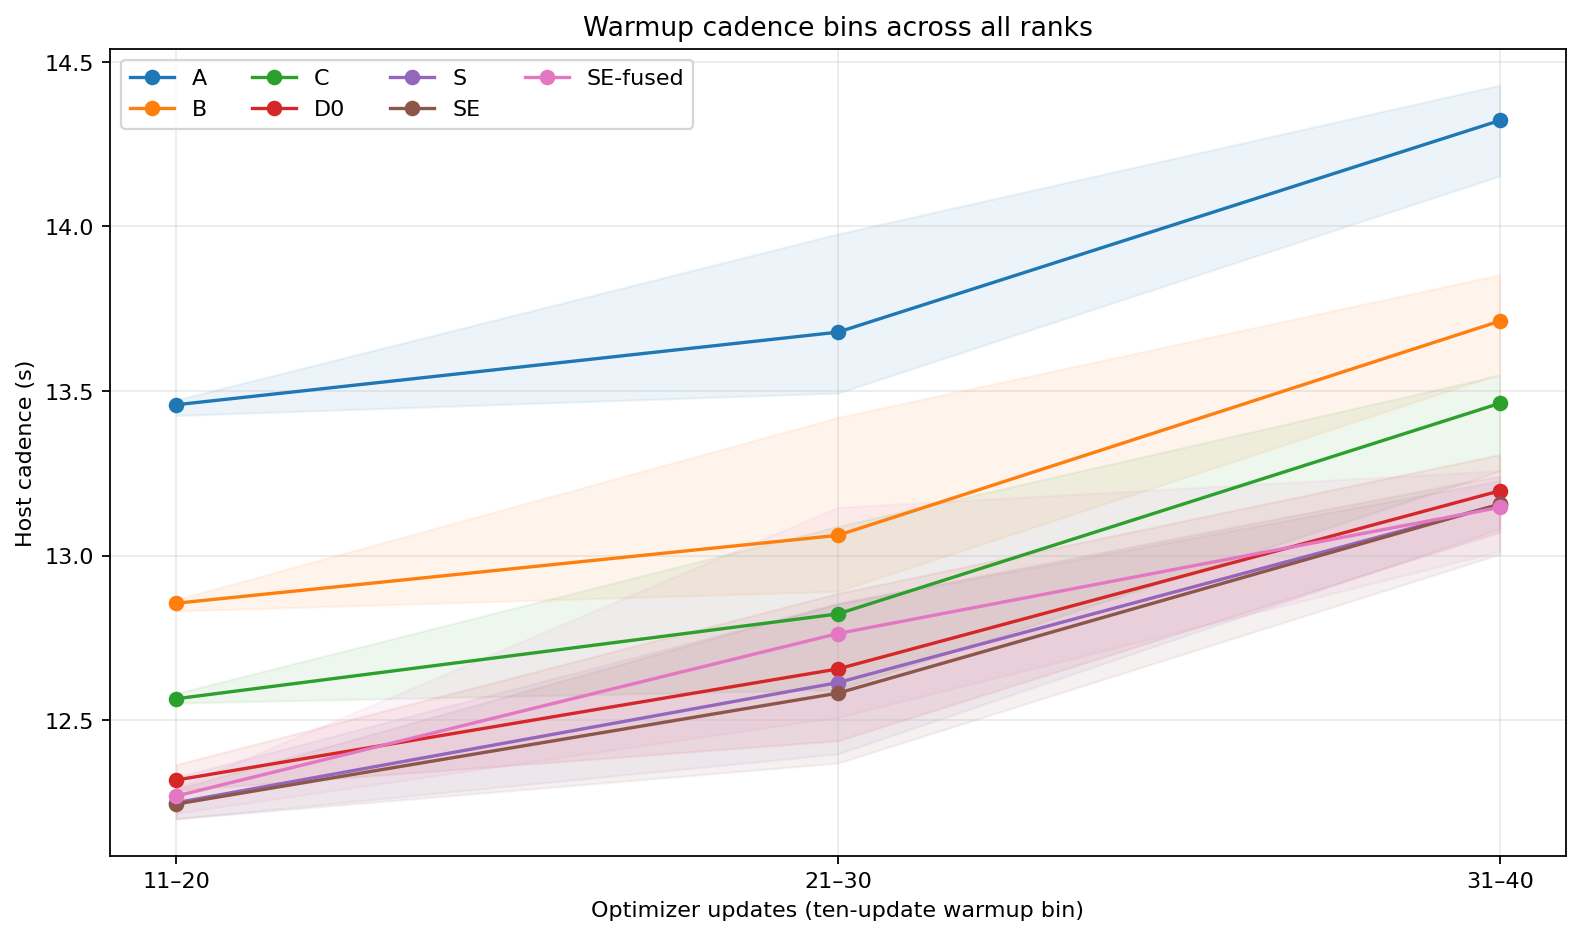 Warmup cadence bins across all ranks
Host cadence (s)
14.5
14.0
13.5
13.0
12.5
A
B
C
D0
S
SE
SE-fused
11–20
21–30
31–40
Optimizer updates (ten-update warmup bin)